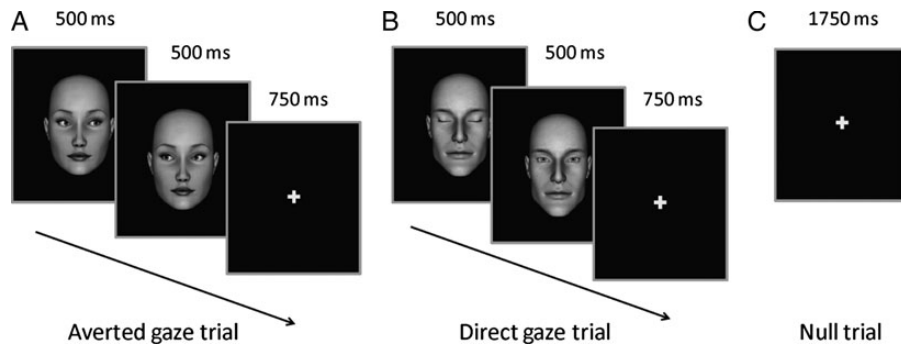 A
500 ms
500 ms
750 ms
Averted gaze trial
B
500 ms
500 ms
750 ms
Direct gaze trial
C
1750 ms
Null trial